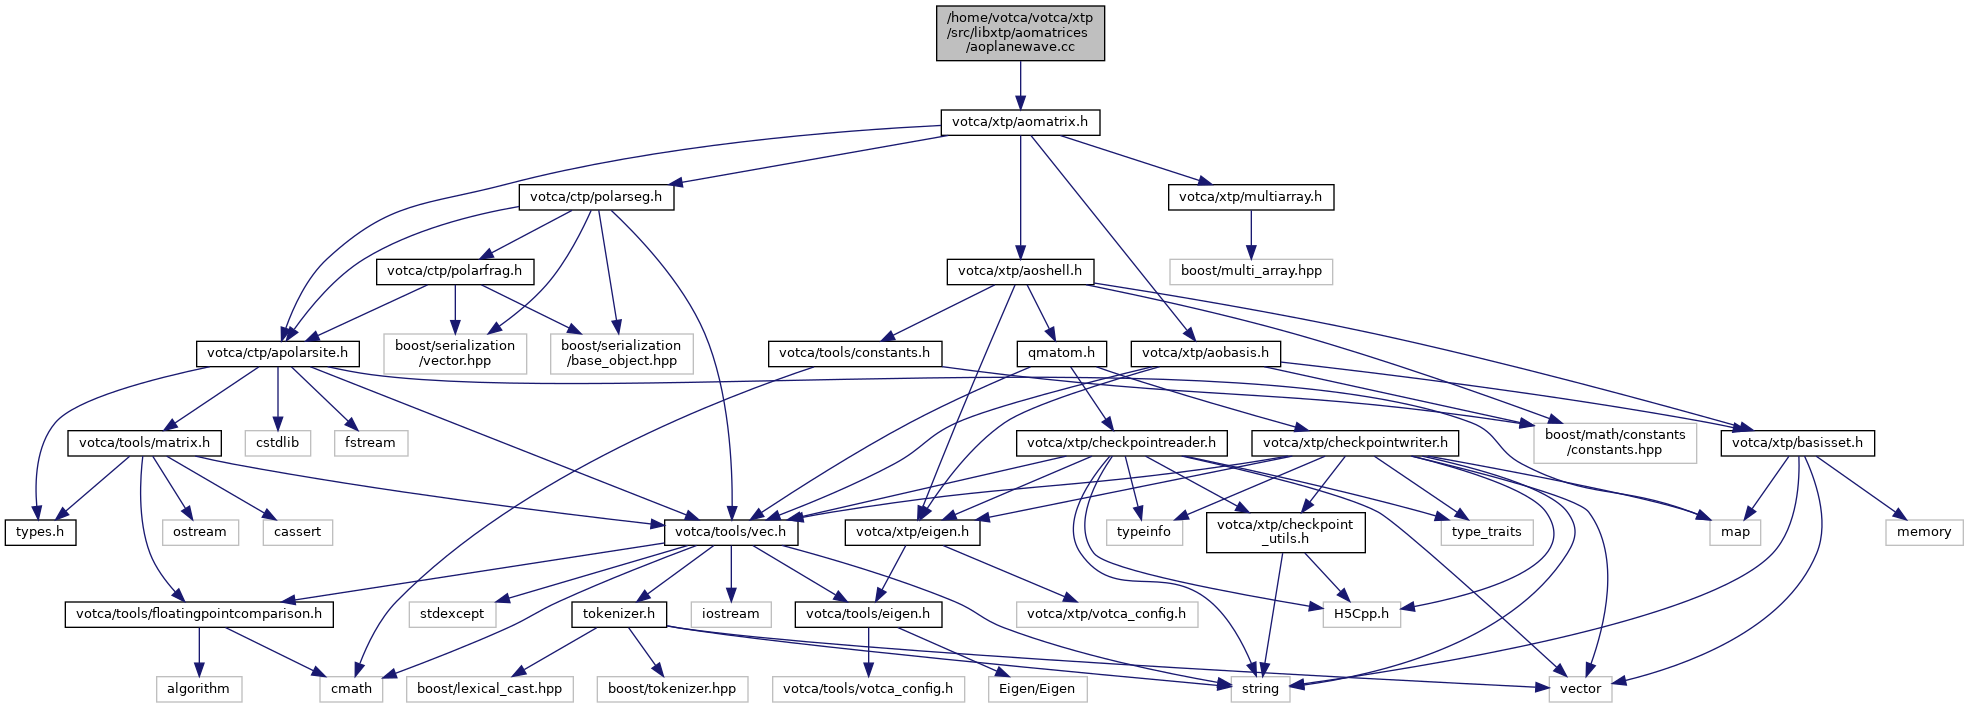 /home/votca/votca/xtp
/src/libxtp/aomatrices
/aoplanewave.cc
votca/xtp/aomatrix.h
votca/ctp/polarseg.h
votca/xtp/multiarray.h
votca/ctp/polarfrag.h
votca/xtp/aoshell.h
boost/multi_array.hpp
votca/ctp/apolarsite.h
boost/serialization
/vector.hpp
boost/serialization
/base_object.hpp
votca/tools/constants.h
qmatom.h
votca/xtp/aobasis.h
votca/tools/matrix.h
cstdlib
fstream
votca/xtp/checkpointreader.h
votca/xtp/checkpointwriter.h
boost/math/constants
/constants.hpp
votca/xtp/basisset.h
types.h
ostream
cassert
votca/tools/vec.h
votca/xtp/eigen.h
typeinfo
votca/xtp/checkpoint
_utils.h
type_traits
map
memory
votca/tools/floatingpointcomparison.h
stdexcept
tokenizer.h
iostream
votca/tools/eigen.h
votca/xtp/votca_config.h
H5Cpp.h
algorithm
cmath
boost/lexical_cast.hpp
boost/tokenizer.hpp
votca/tools/votca_config.h
Eigen/Eigen
string
vector